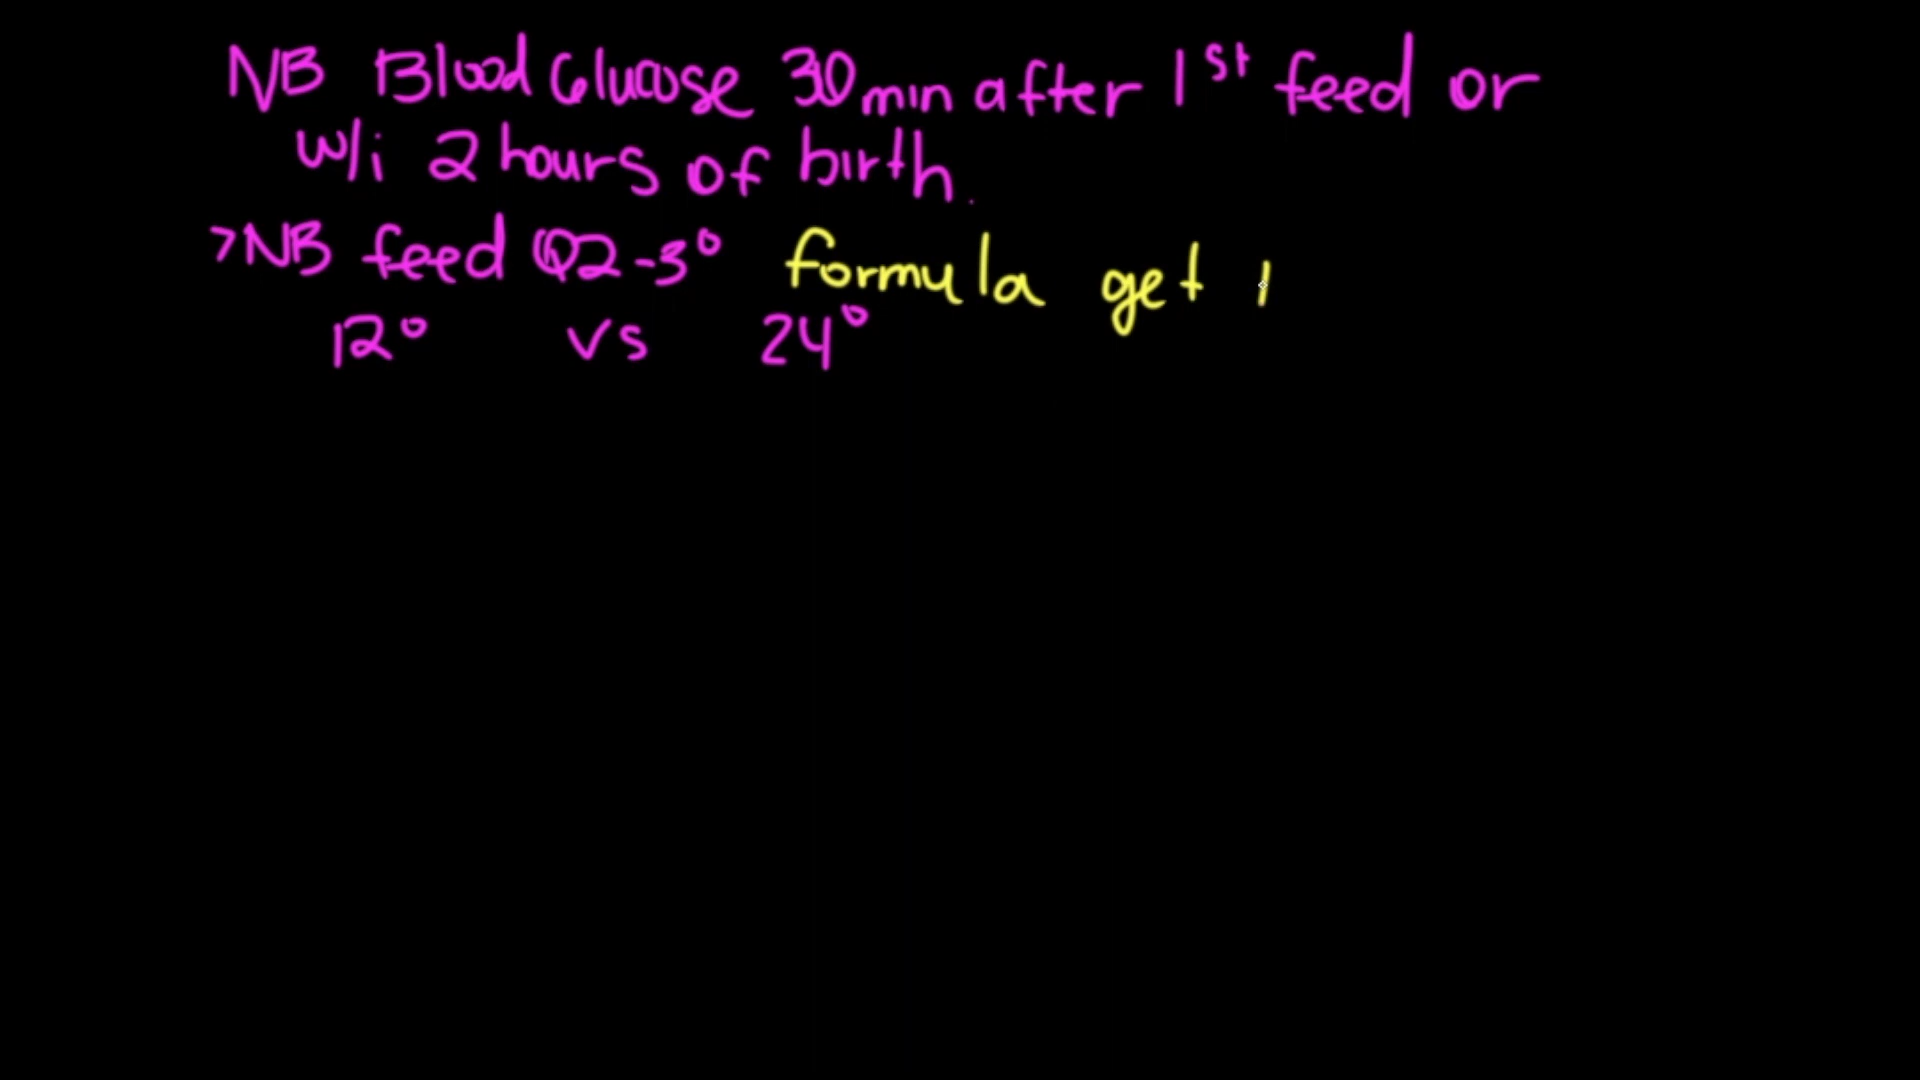 NB Blood Glucose 30min after 1st feed or
w/i 2 hours of birth.
>NB feed Q2-3° formula get 1
12° vs 24°